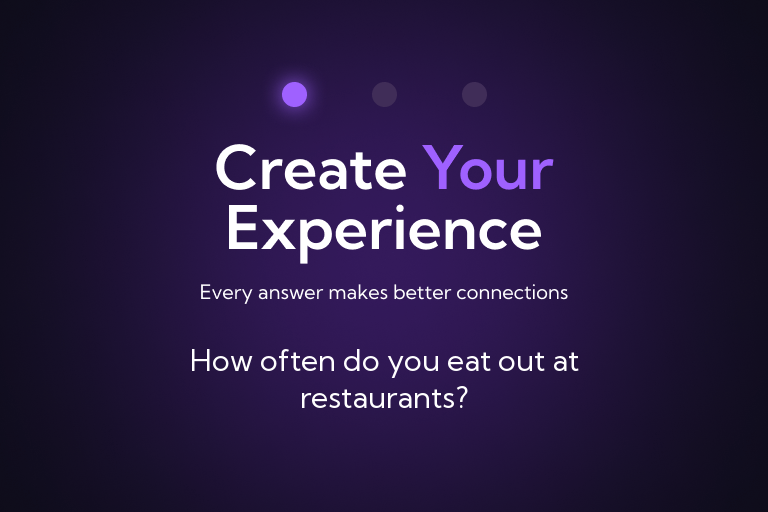 Create Your
Experience
Every answer makes better connections
How often do you eat out at
restaurants?